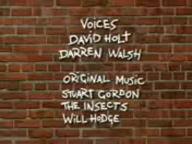 VOICES
DAVID HOLT
DARREN WALSH
ORIGINAL MUSIC
STUART GORDON
THE INSECTS
WILL HODGE